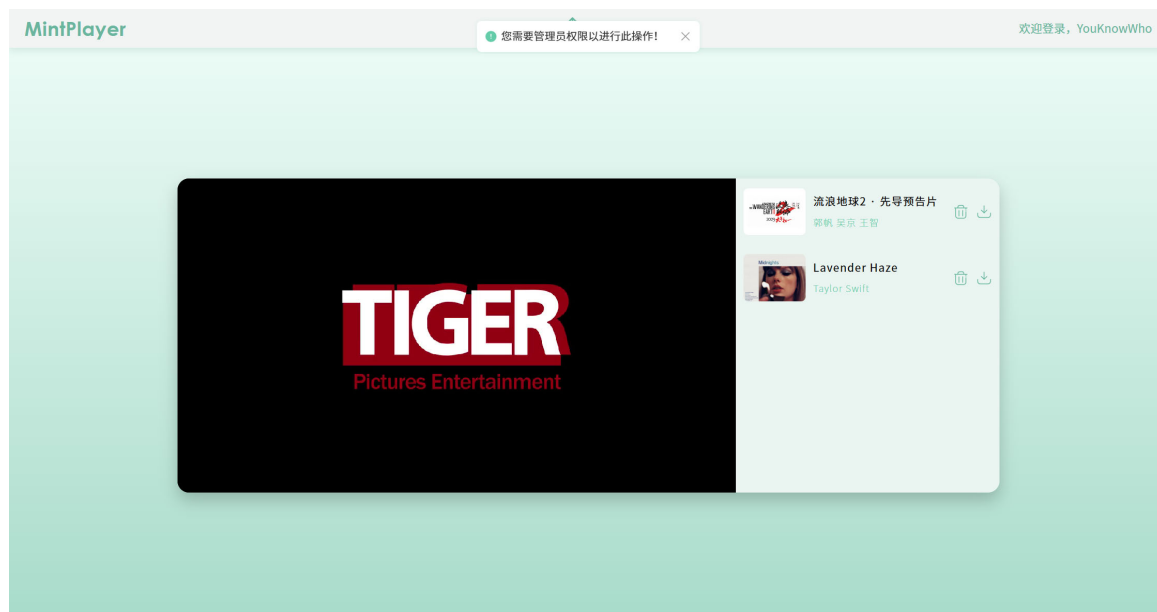 MintPlayer
您需要管理员权限以进行此操作!
欢迎登录，YouKnowWho
TIGER
Pictures Entertainment
流浪地球2 · 先导预告片
郭帆 吴京 王智
Lavender Haze
Taylor Swift
Midnights